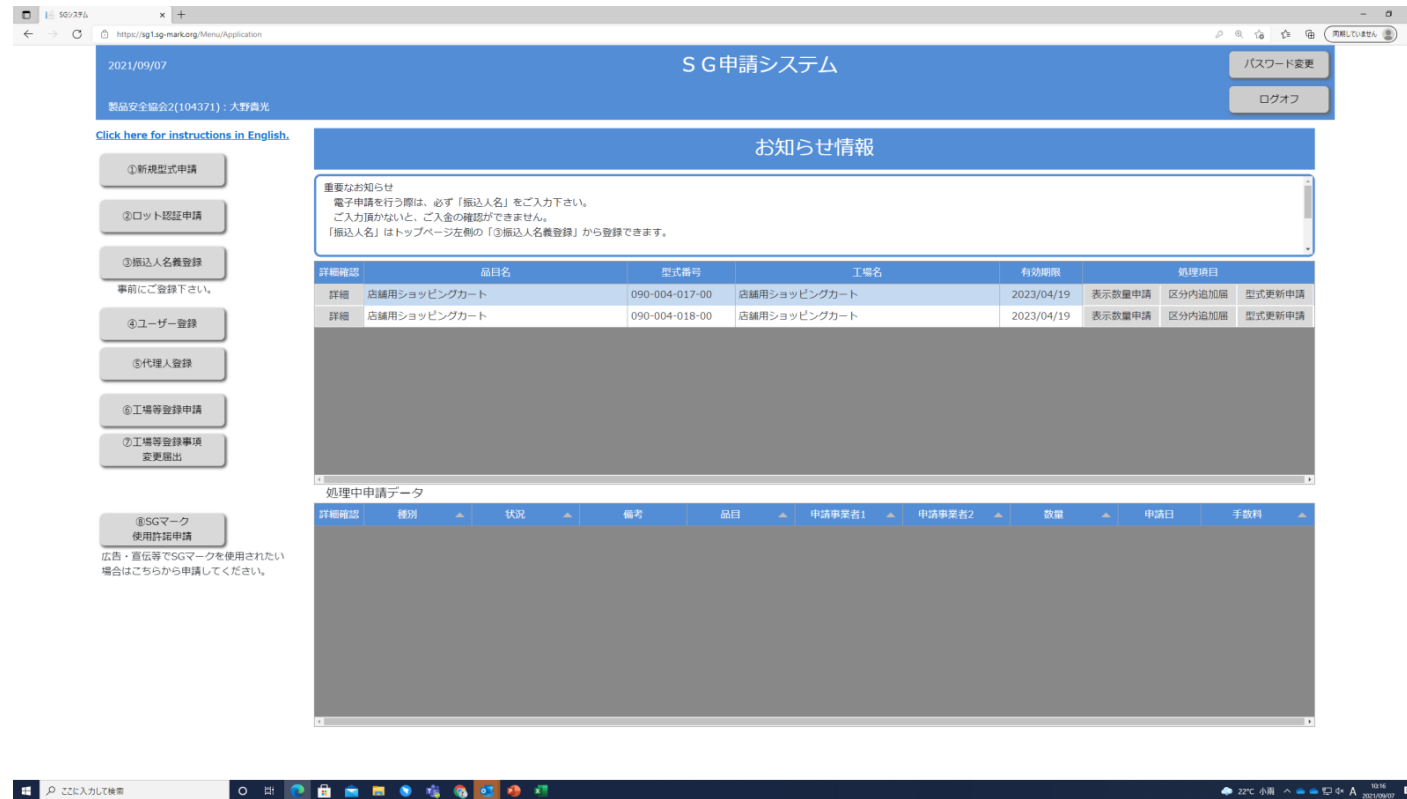 SGシステム
https://sg1.sg-mark.org/Menu/Application
同期していません
2021/09/07
ＳＧ申請システム
パスワード変更
製品安全協会2(104371)：大野貴光
ログオフ
Click here for instructions in English.
お知らせ情報
①新規型式申請
②ロット認証申請
③振込人名義登録
事前にご登録下さい。
④ユーザー登録
⑤代理人登録
⑥工場等登録申請
⑦工場等登録事項
変更届出
⑧SGマーク
使用許諾申請
広告・宣伝等でSGマークを使用されたい
場合はこちらから申請してください。
重要なお知らせ
電子申請を行う際は、必ず「振込人名」をご入力下さい。
ご入力頂かないと、ご入金の確認ができません。
「振込人名」はトップページ左側の「③振込人名義登録」から登録できます。
詳細確認 品目名 型式番号 工場名 有効期限 処理項目
詳細 店舗用ショッピングカート 090-004-017-00 店舗用ショッピングカート 2023/04/19 表示数量申請 区分内追加届 型式更新申請
詳細 店舗用ショッピングカート 090-004-018-00 店舗用ショッピングカート 2023/04/19 表示数量申請 区分内追加届 型式更新申請
処理中申請データ
詳細確認 種別 状況 備考 品目 申請事業者1 申請事業者2 数量 申請日 手数料
ここに入力して検索
22°C 小雨 A 10:16
2021/09/07